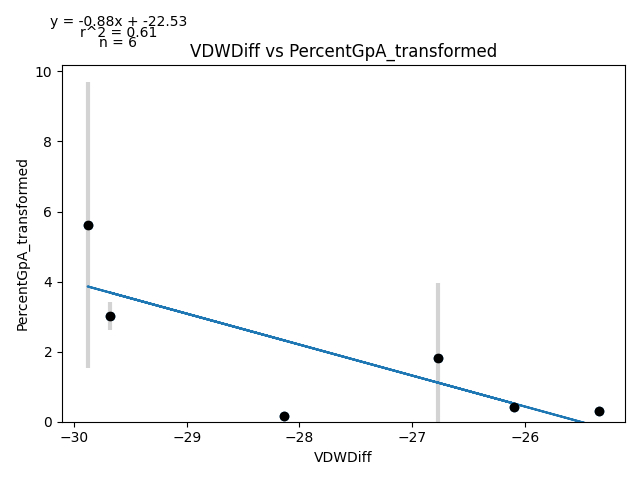 y = -0.88x + -22.53
r^2 = 0.61
n = 6
VDWDiff vs PercentGpA_transformed
10
8
6
4
2
0
PercentGpA_transformed
−30 −29 −28 −27 −26
VDWDiff